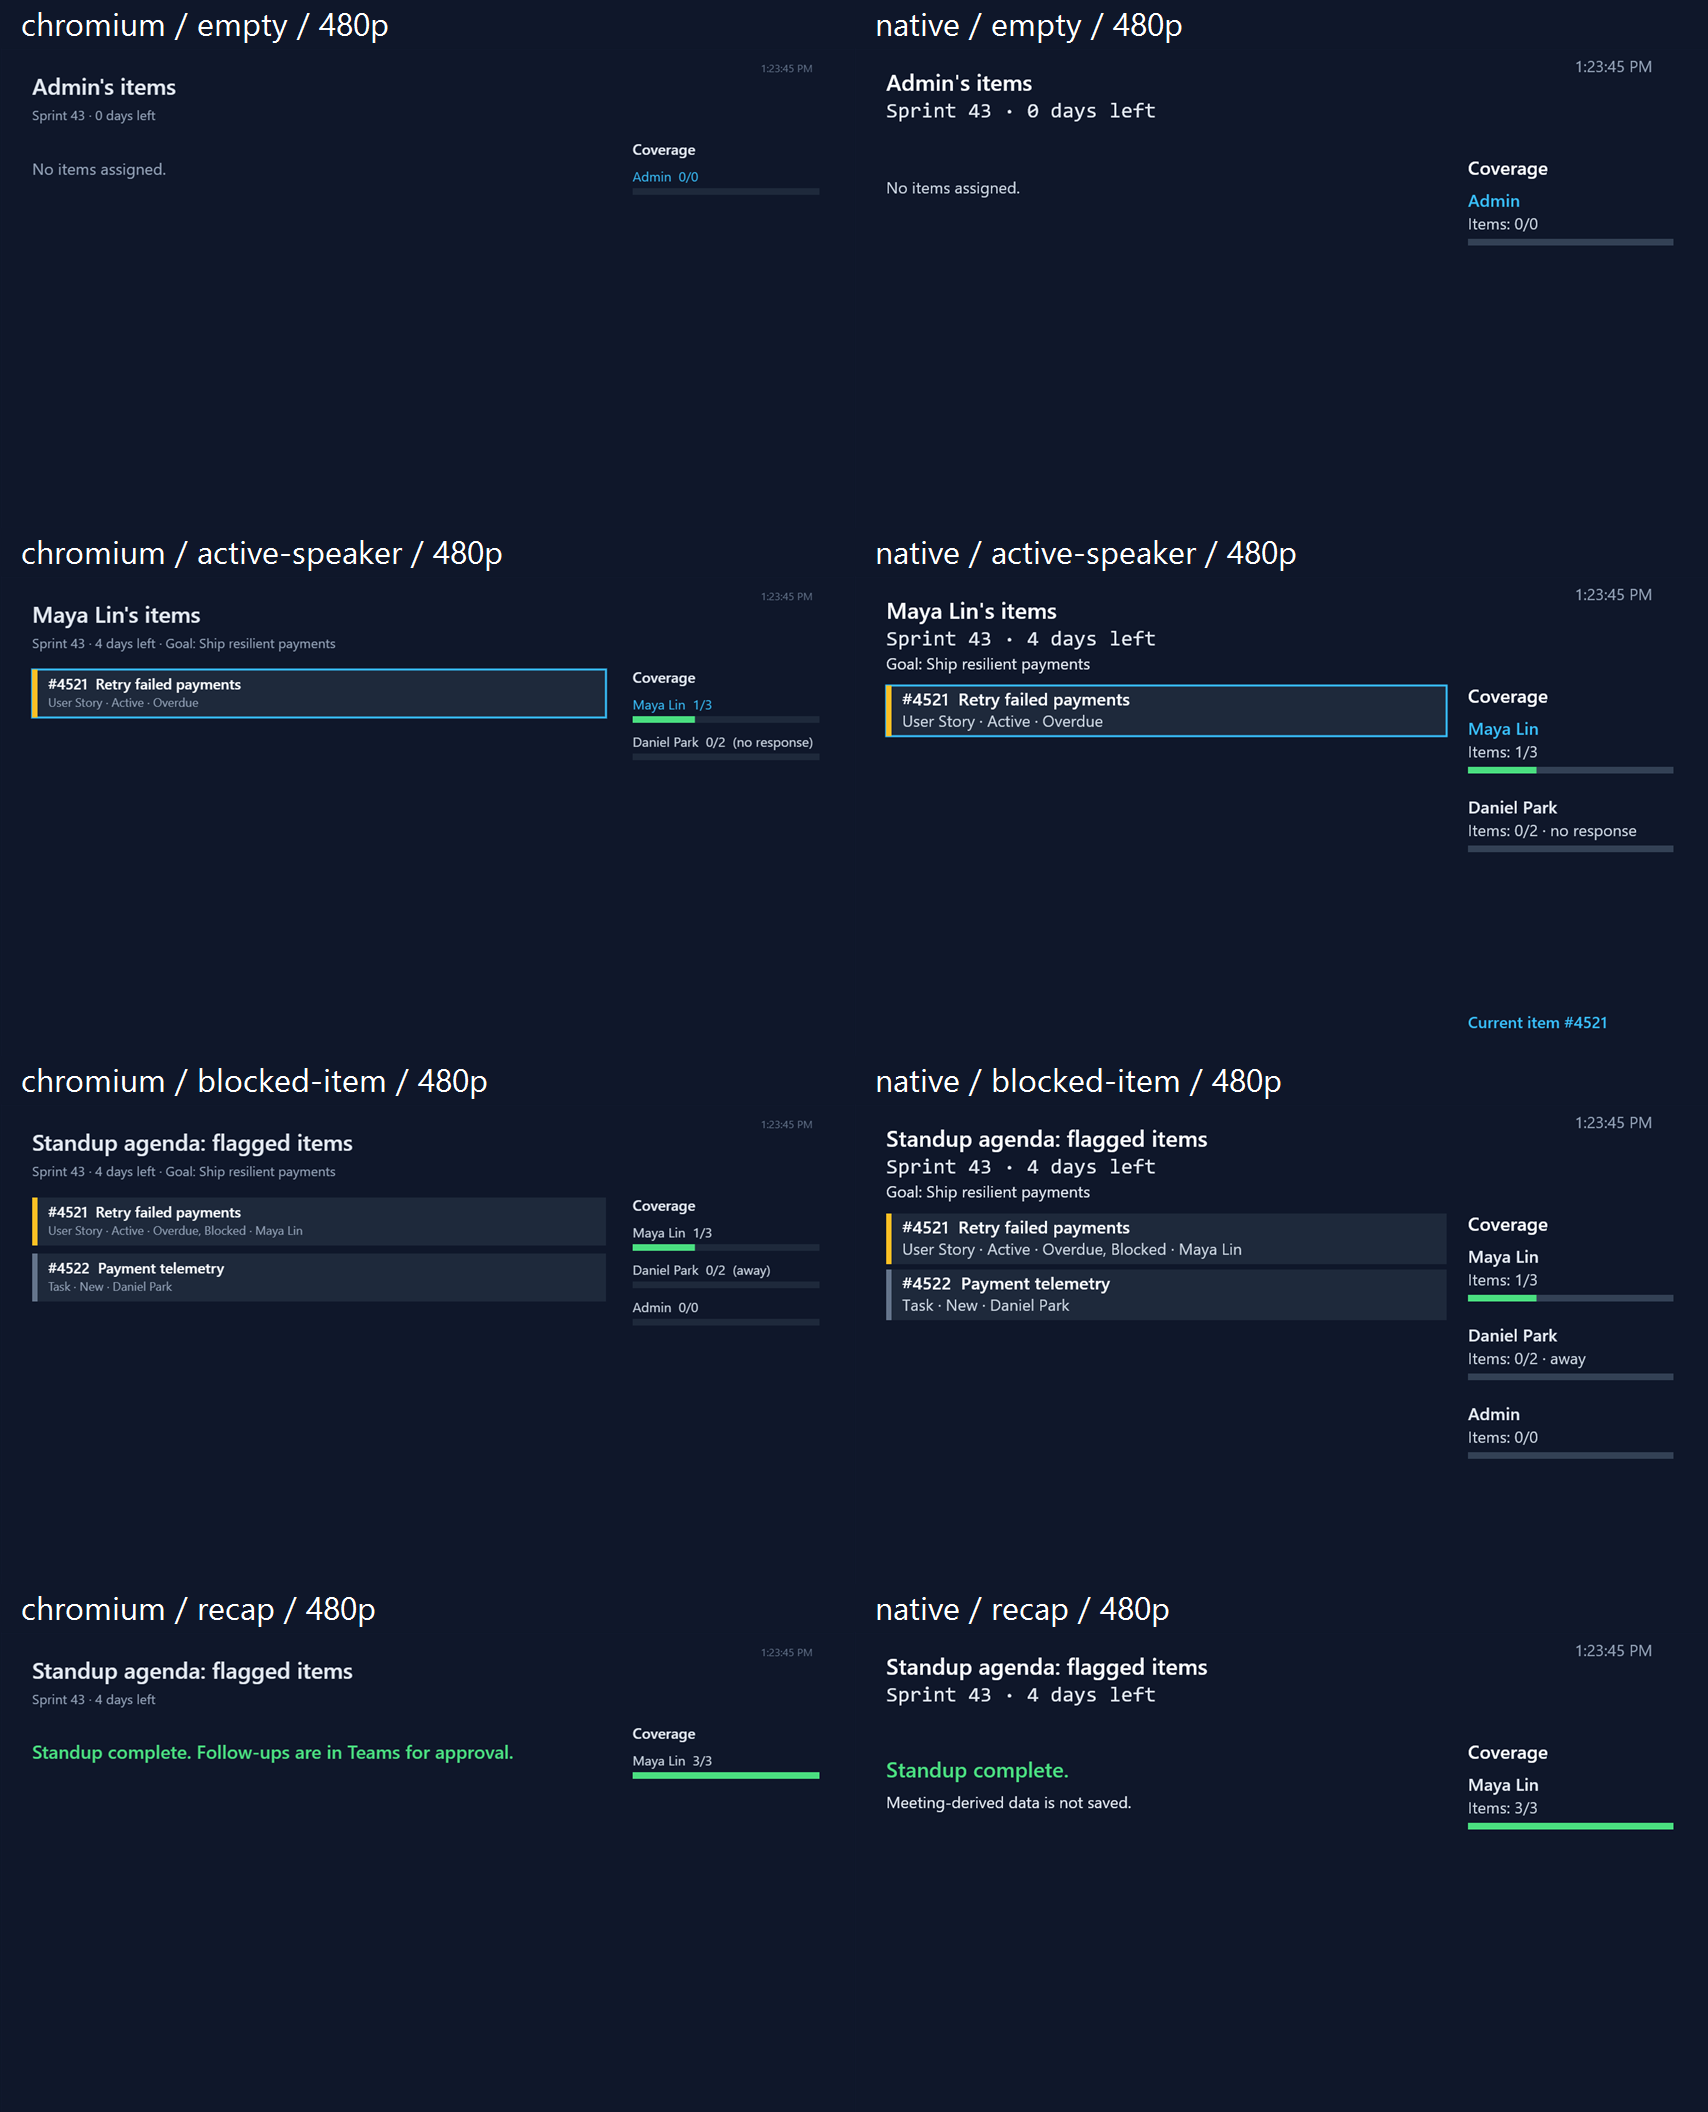 chromium / empty / 480p
1:23:45 PM
Admin's items
Sprint 43 · 0 days left
No items assigned.
Coverage
Admin 0/0
native / empty / 480p
1:23:45 PM
Admin's items
Sprint 43 · 0 days left
No items assigned.
Coverage
Admin
Items: 0/0
chromium / active-speaker / 480p
1:23:45 PM
Maya Lin's items
Sprint 43 · 4 days left · Goal: Ship resilient payments
#4521 Retry failed payments
User Story · Active · Overdue
Coverage
Maya Lin 1/3
Daniel Park 0/2 (no response)
native / active-speaker / 480p
1:23:45 PM
Maya Lin's items
Sprint 43 · 4 days left
Goal: Ship resilient payments
#4521 Retry failed payments
User Story · Active · Overdue
Coverage
Maya Lin
Items: 1/3
Daniel Park
Items: 0/2 · no response
Current item #4521
chromium / blocked-item / 480p
1:23:45 PM
Standup agenda: flagged items
Sprint 43 · 4 days left · Goal: Ship resilient payments
#4521 Retry failed payments
User Story · Active · Overdue, Blocked · Maya Lin
#4522 Payment telemetry
Task · New · Daniel Park
Coverage
Maya Lin 1/3
Daniel Park 0/2 (away)
Admin 0/0
native / blocked-item / 480p
1:23:45 PM
Standup agenda: flagged items
Sprint 43 · 4 days left
Goal: Ship resilient payments
#4521 Retry failed payments
User Story · Active · Overdue, Blocked · Maya Lin
#4522 Payment telemetry
Task · New · Daniel Park
Coverage
Maya Lin
Items: 1/3
Daniel Park
Items: 0/2 · away
Admin
Items: 0/0
chromium / recap / 480p
1:23:45 PM
Standup agenda: flagged items
Sprint 43 · 4 days left
Standup complete. Follow-ups are in Teams for approval.
Coverage
Maya Lin 3/3
native / recap / 480p
1:23:45 PM
Standup agenda: flagged items
Sprint 43 · 4 days left
Standup complete.
Meeting-derived data is not saved.
Coverage
Maya Lin
Items: 3/3